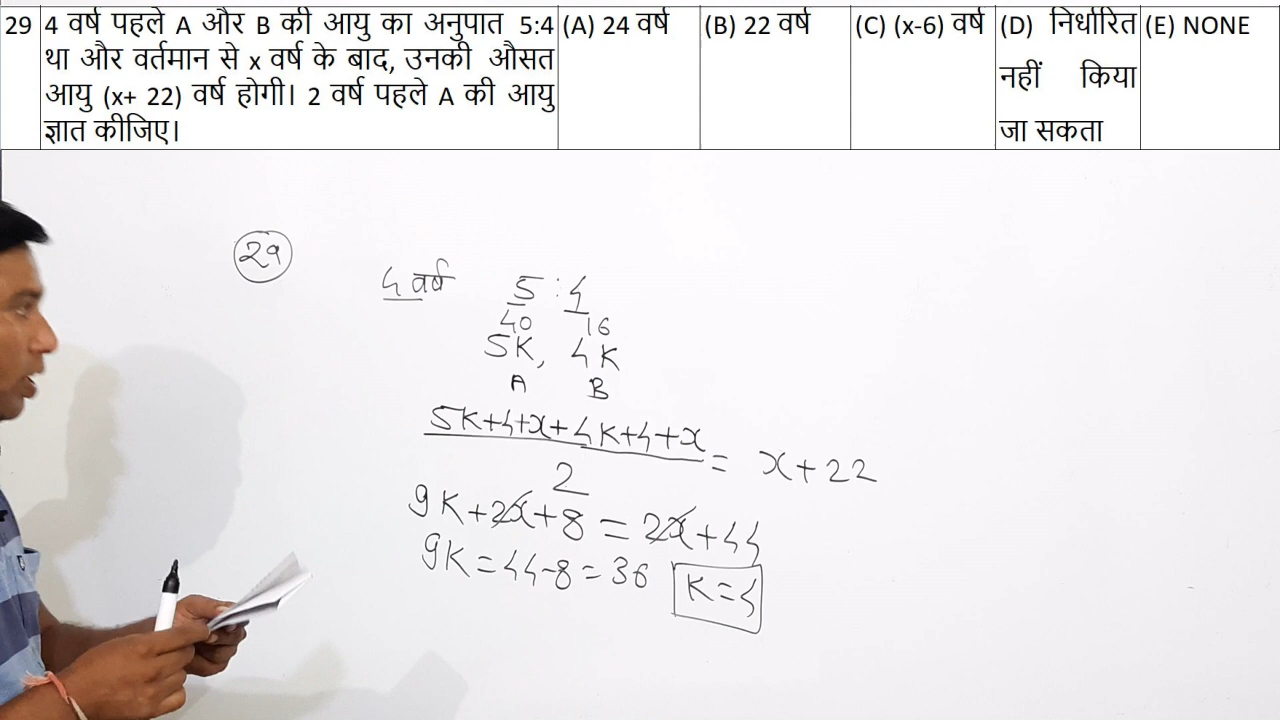 29 4 वर्ष पहले A और B की आयु का अनुपात 5:4
था और वर्तमान से x वर्ष के बाद, उनकी औसत
आयु (x+ 22) वर्ष होगी। 2 वर्ष पहले A की आयु
ज्ञात कीजिए।
(A) 24 वर्ष
(B) 22 वर्ष
(C) (x-6) वर्ष
(D) निर्धारित
नहीं किया
जा सकता
(E) NONE
29
4 वर्ष 5 : 4
40 16
5K, 4K
A B
5K+4+x+4K+4+x
2
= x+22
9K+2x+8 = 2x+44
9K=44-8=36 K=4